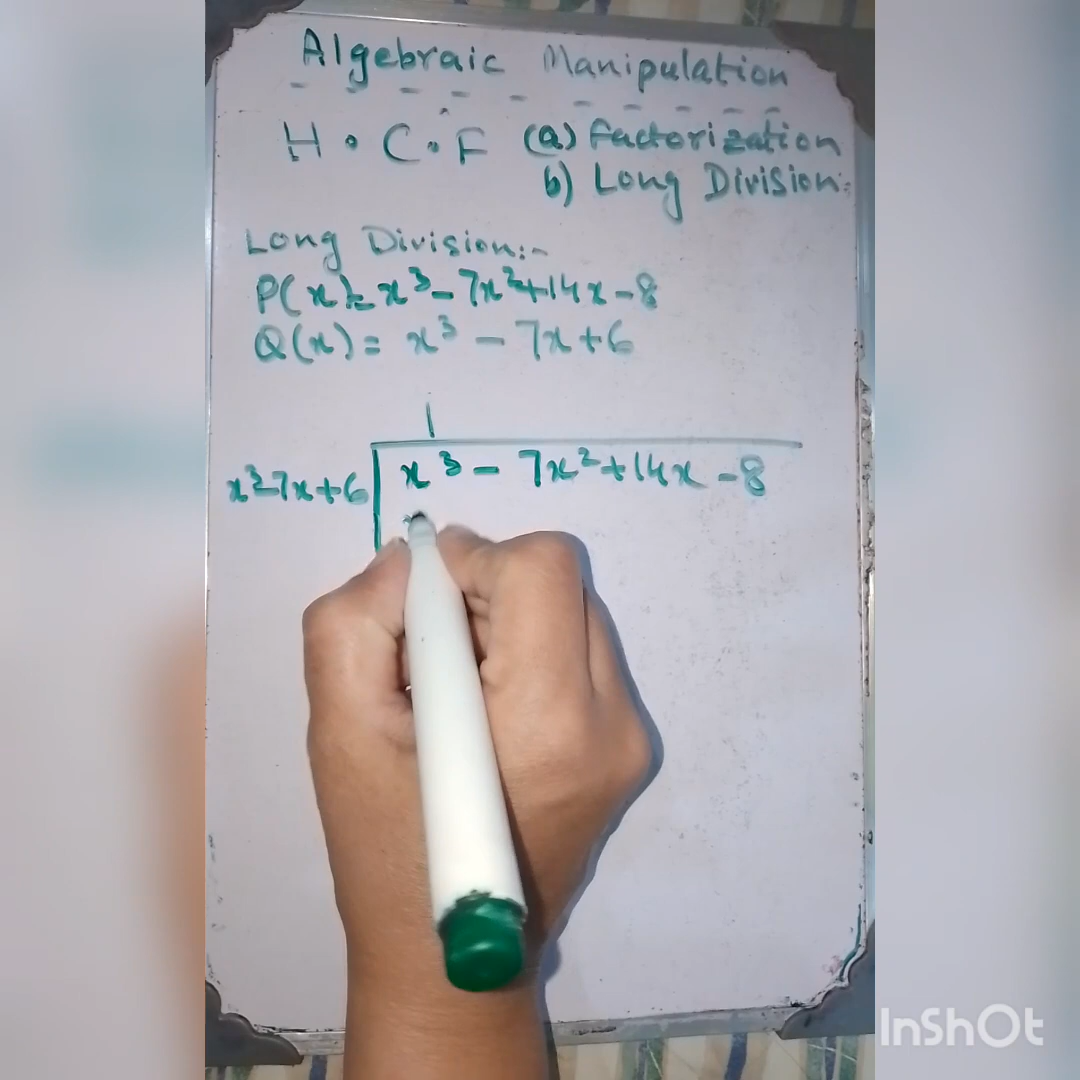 Algebraic Manipulation
H.C.F (a) Factorization
b) Long Division:
Long Division:-
P(x)= x³ - 7x² + 14x - 8
Q(x) = x³ - 7x + 6
1
x³-7x+6 x³ - 7x² + 14x - 8
InShOt